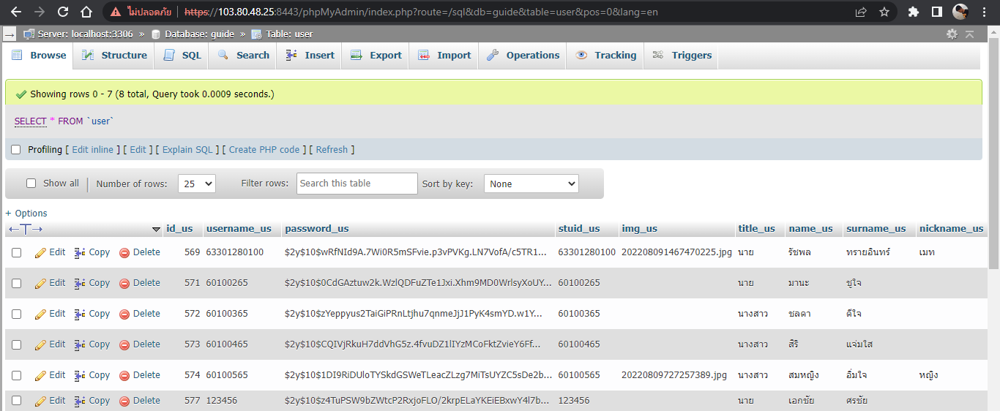 ไม่ปลอดภัย https://103.80.48.25:8443/phpMyAdmin/index.php?route=/sql&db=guide&table=user&pos=0&lang=en
Server: localhost:3306 » Database: guide » Table: user
Browse Structure SQL Search Insert Export Import Operations Tracking Triggers
Showing rows 0 - 7 (8 total, Query took 0.0009 seconds.)
SELECT * FROM `user`
Profiling [ Edit inline ] [ Edit ] [ Explain SQL ] [ Create PHP code ] [ Refresh ]
Show all Number of rows: 25 Filter rows: Search this table Sort by key: None
+ Options
id_us username_us password_us stuid_us img_us title_us name_us surname_us nickname_us
Edit Copy Delete 569 63301280100 $2y$10$wRfNId9A.7Wi0R5mSFvie.p3vPVKg.LN7VofA/c5TR1... 63301280100 202208091467470225.jpg นาย รัชพล ทรายอินทร์ เมท
Edit Copy Delete 571 60100265 $2y$10$0CdGAztuw2k.WzlQDFuZTe1Jxi.Xhm9MD0WrlsyXoUY... 60100265 นาย มานะ ชูใจ
Edit Copy Delete 572 60100365 $2y$10$zYeppyus2TaiGiPRnLtjhu7qnmeJjJ1PyK4smYD.w1Y... 60100365 นางสาว ชลดา ดีใจ
Edit Copy Delete 573 60100465 $2y$10$CQIVjRkuH7ddVhG5z.4fvuDZ1lIYzMCoFktZvieY6Ff... 60100465 นางสาว สิริ แจ่มใส
Edit Copy Delete 574 60100565 $2y$10$1DI9RiDUloTYSkdGSWeTLeacZLzg7MiTsUYZC5sDe2b... 60100565 20220809727257389.jpg นางสาว สมหญิง อิ่มใจ หญิง
Edit Copy Delete 577 123456 $2y$10$z4TuPSW9bZWtcP2RxjoFLO/2krpELaYKEiEBxwY4l7b... 123456 นาย เอกชัย ศรชัย